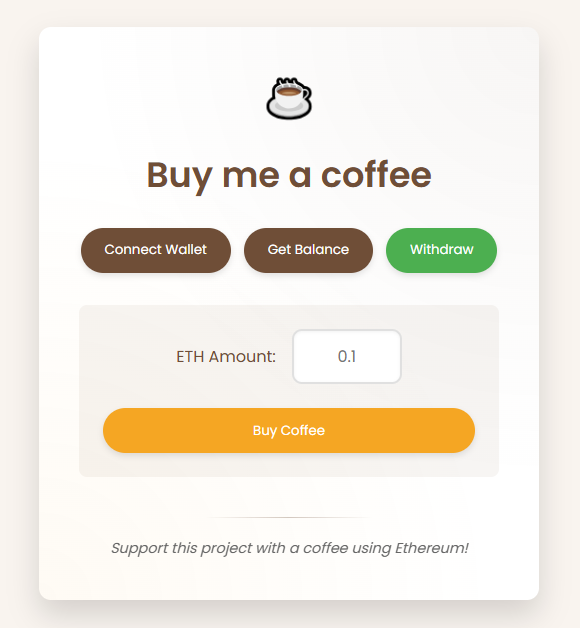 Buy me a coffee
Connect Wallet Get Balance Withdraw
ETH Amount: 0.1
Buy Coffee
Support this project with a coffee using Ethereum!